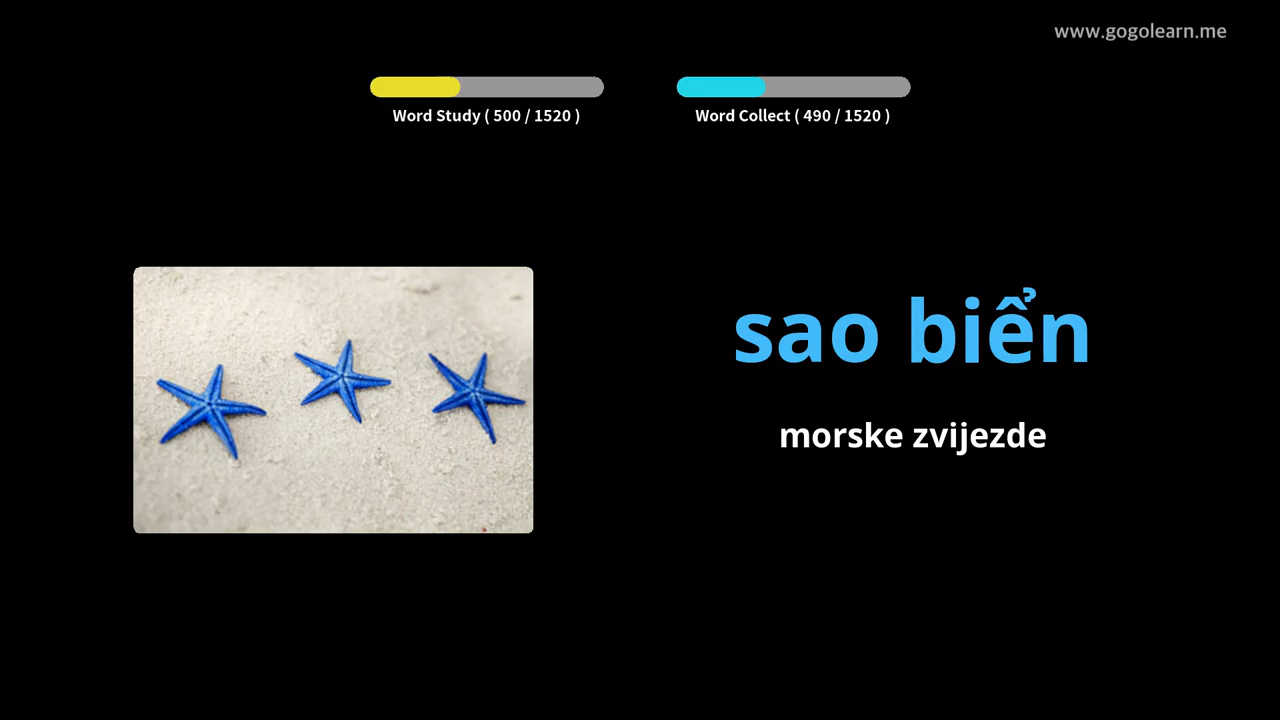 www.gogolearn.me
Word Study ( 500 / 1520 )
Word Collect ( 490 / 1520 )
sao biển
morske zvijezde